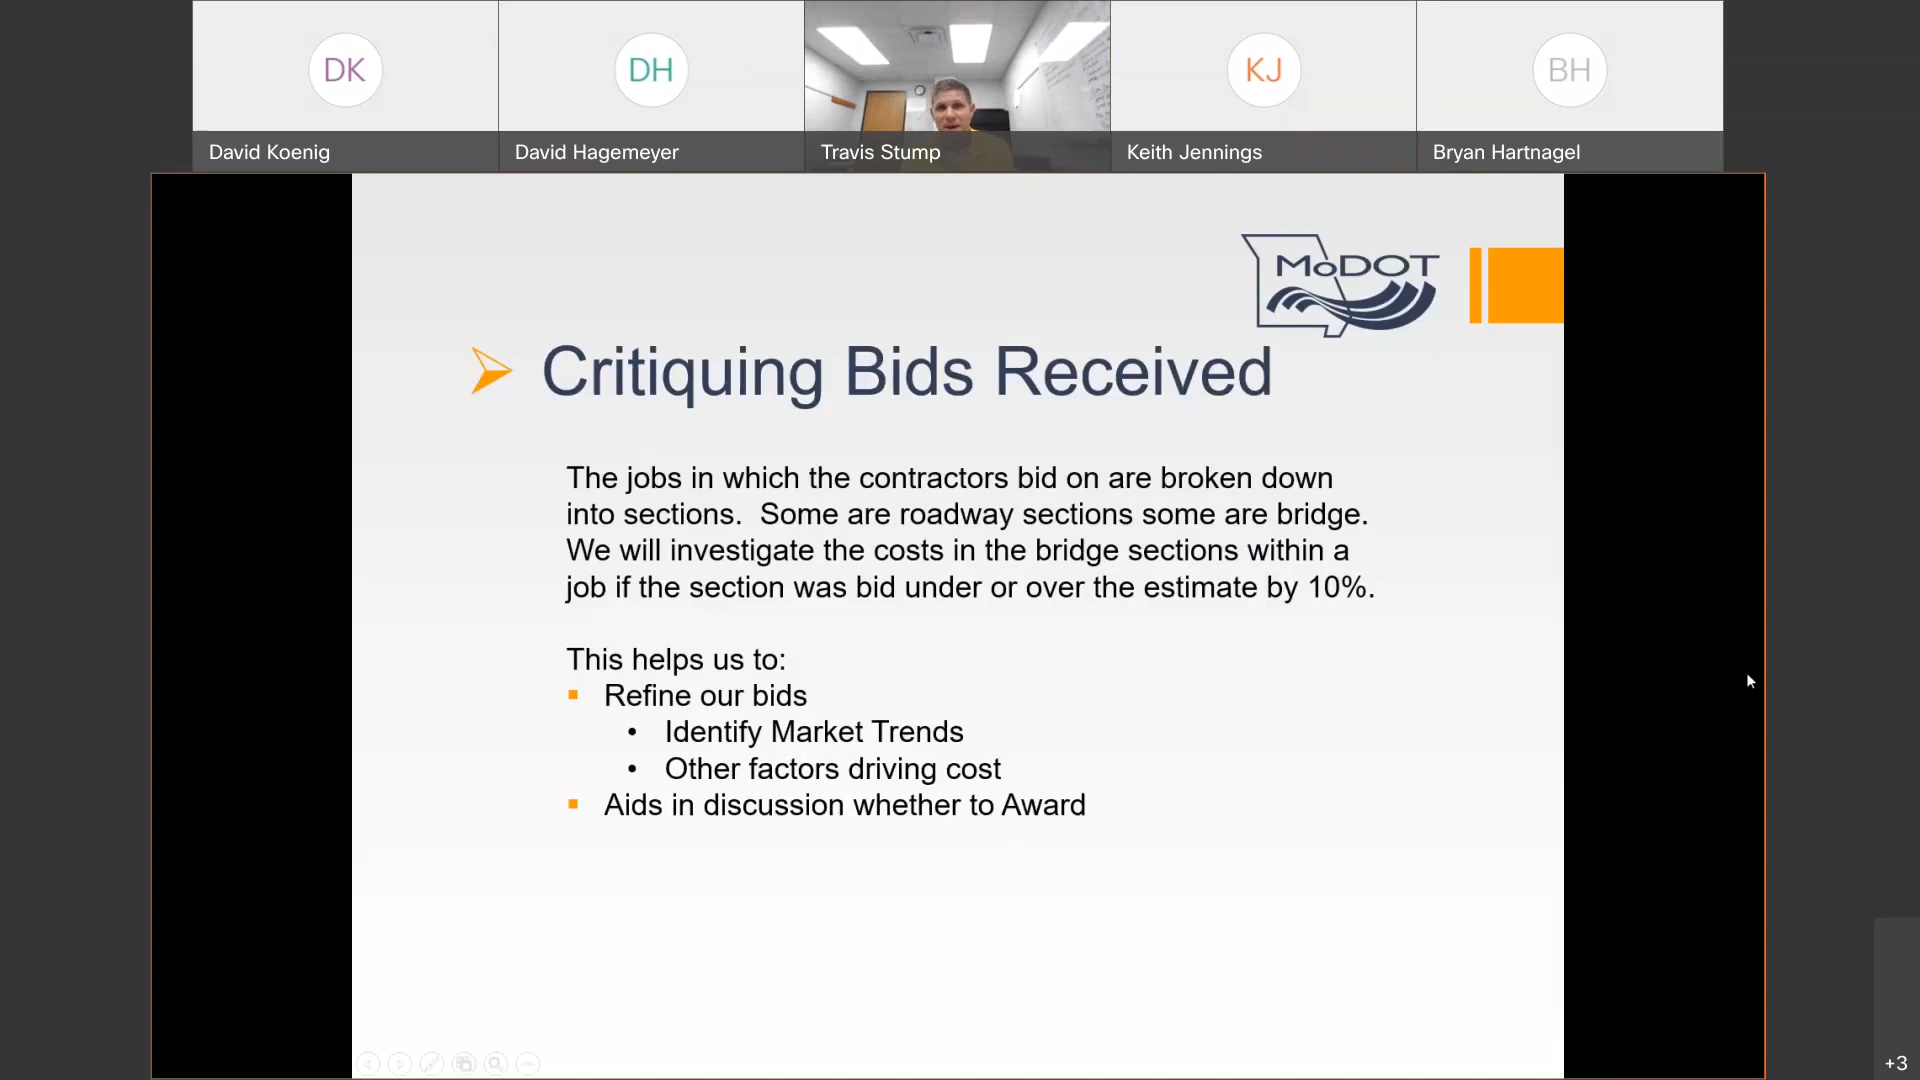 DK
DH
KJ
BH
David Koenig
David Hagemeyer
Travis Stump
Keith Jennings
Bryan Hartnagel
MoDOT
Critiquing Bids Received
The jobs in which the contractors bid on are broken down
into sections.  Some are roadway sections some are bridge.
We will investigate the costs in the bridge sections within a
job if the section was bid under or over the estimate by 10%.
This helps us to:
Refine our bids
• Identify Market Trends
• Other factors driving cost
Aids in discussion whether to Award
+3